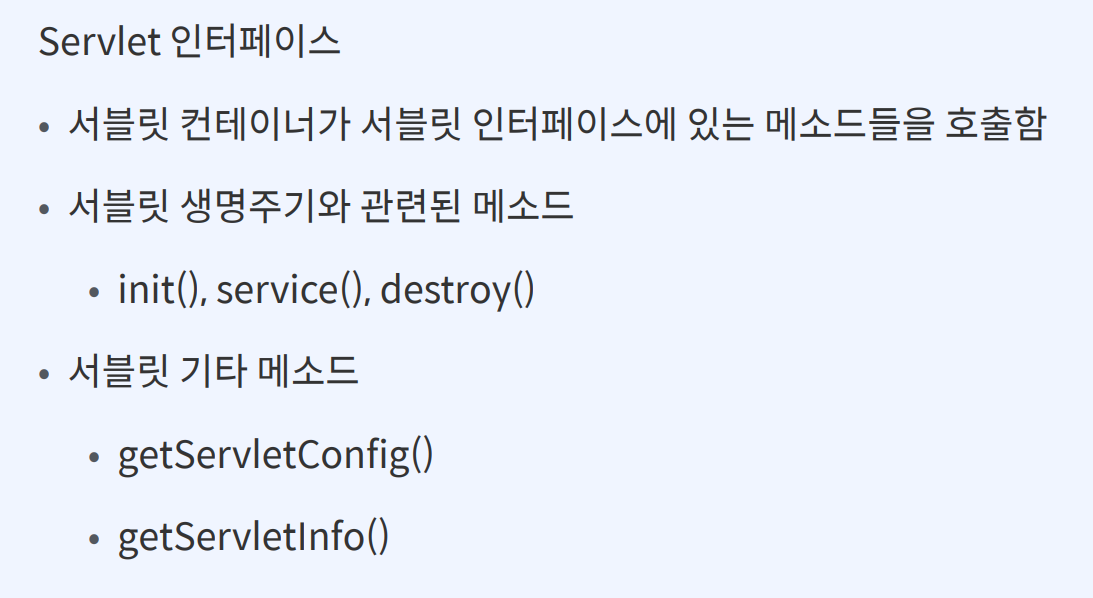 Servlet 인터페이스
• 서블릿 컨테이너가 서블릿 인터페이스에 있는 메소드들을 호출함
• 서블릿 생명주기와 관련된 메소드
• init(), service(), destroy()
• 서블릿 기타 메소드
• getServletConfig()
• getServletInfo()